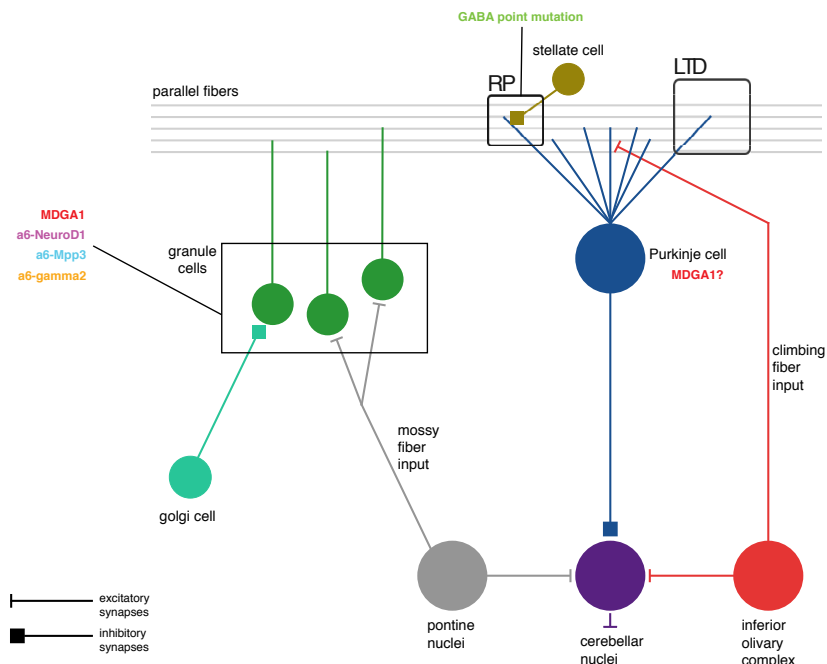 GABA point mutation
stellate cell
RP
LTD
parallel fibers
MDGA1
a6-NeuroD1
a6-Mpp3
a6-gamma2
granule
cells
Purkinje cell
MDGA1?
climbing
fiber
input
mossy
fiber
input
golgi cell
excitatory
synapses
inhibitory
synapses
pontine
nuclei
cerebellar
nuclei
inferior
olivary
complex